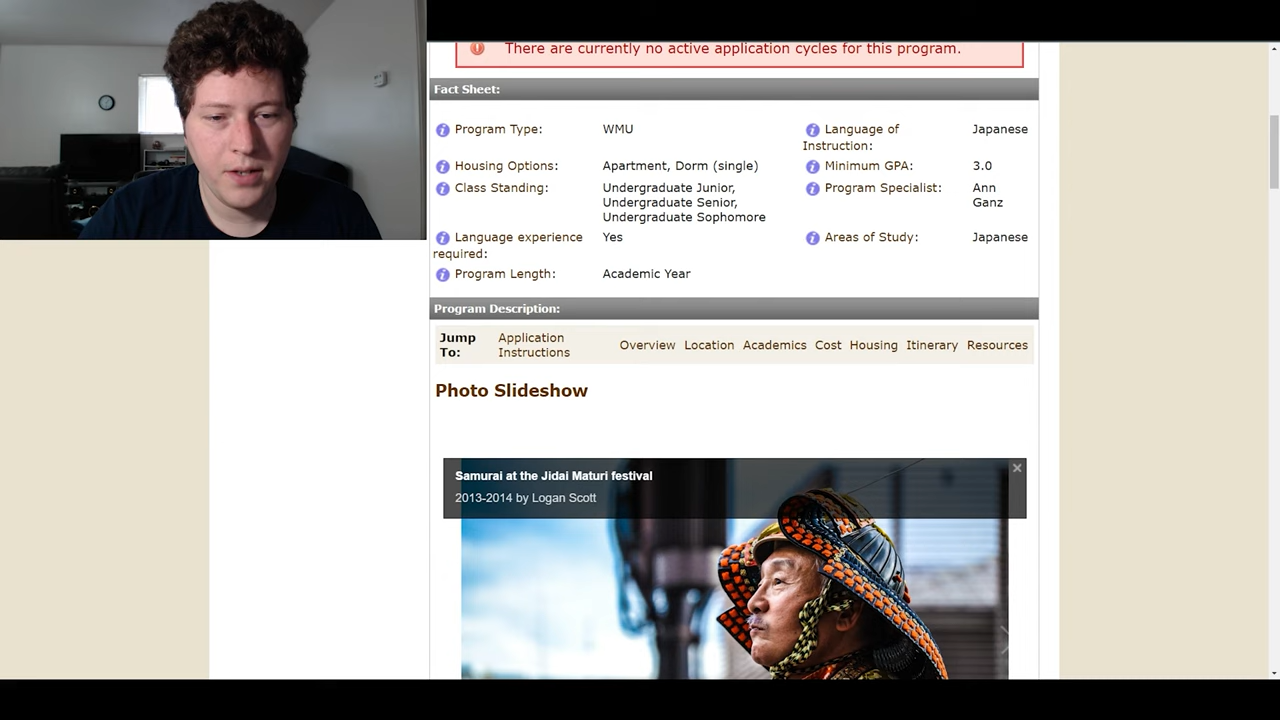 There are currently no active application cycles for this program.
Fact Sheet:
Program Type: WMU
Language of Instruction: Japanese
Housing Options: Apartment, Dorm (single)
Minimum GPA: 3.0
Class Standing: Undergraduate Junior,
Undergraduate Senior,
Undergraduate Sophomore
Program Specialist: Ann
Ganz
Language experience
required: Yes
Areas of Study: Japanese
Program Length: Academic Year
Program Description:
Jump To: Application Instructions Overview Location Academics Cost Housing Itinerary Resources
Photo Slideshow
Samurai at the Jidai Maturi festival
2013-2014 by Logan Scott